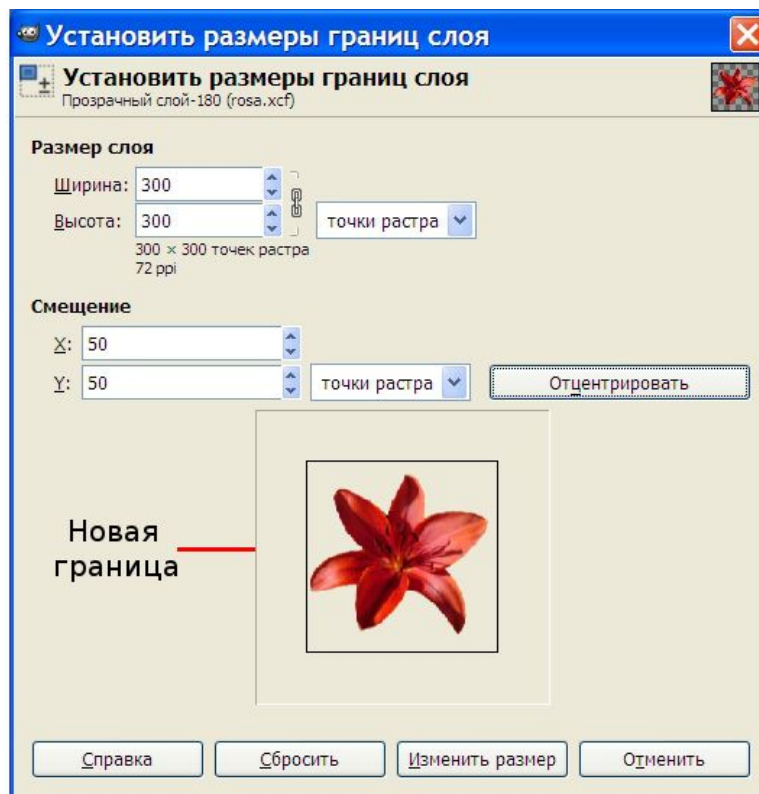 Установить размеры границ слоя
Установить размеры границ слоя
Прозрачный слой-180 (rosa.xcf)
Размер слоя
Ширина: 300
Высота: 300 точки растра
300 × 300 точек растра
72 ppi
Смещение
X: 50
Y: 50 точки растра Отцентрировать
Новая
граница
Справка Сбросить Изменить размер Отменить